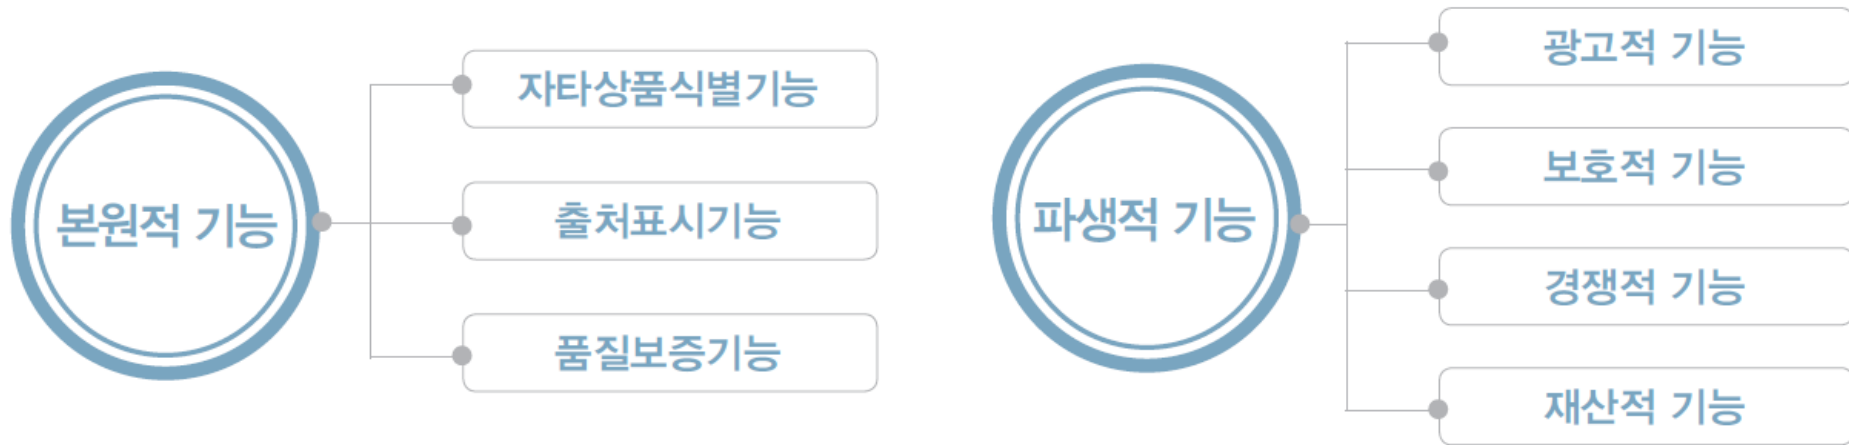 본원적 기능
자타상품식별기능
출처표시기능
품질보증기능
파생적 기능
광고적 기능
보호적 기능
경쟁적 기능
재산적 기능